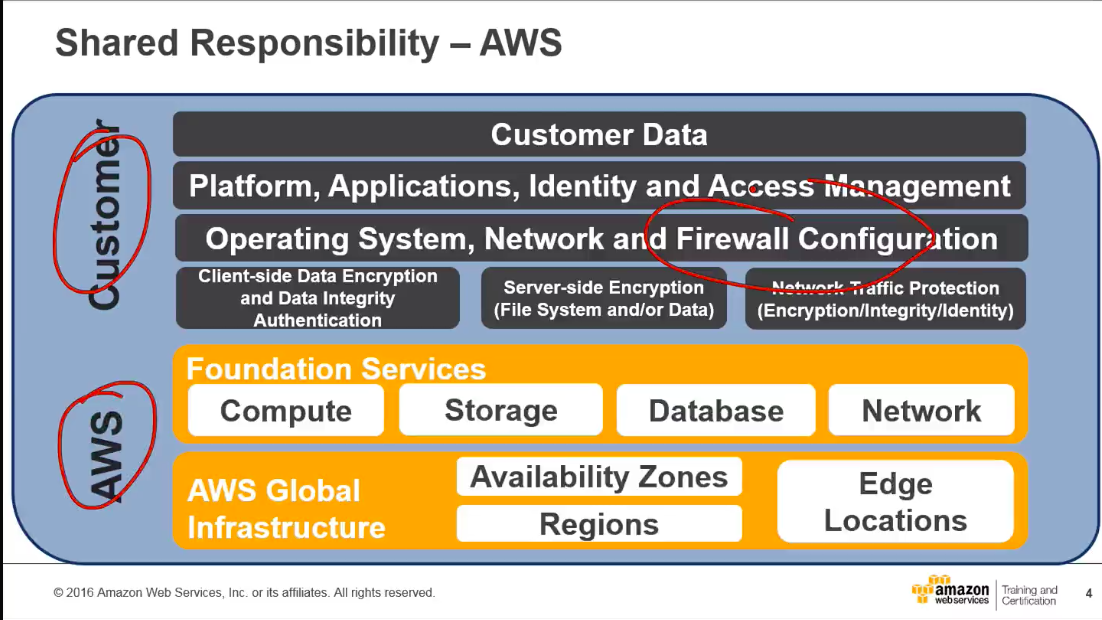 Shared Responsibility – AWS
Customer
Customer Data
Platform, Applications, Identity and Access Management
Operating System, Network and Firewall Configuration
Client-side Data Encryption
and Data Integrity
Authentication
Server-side Encryption
(File System and/or Data)
Network Traffic Protection
(Encryption/Integrity/Identity)
AWS
Foundation Services
Compute
Storage
Database
Network
AWS Global
Infrastructure
Availability Zones
Regions
Edge
Locations
© 2016 Amazon Web Services, Inc. or its affiliates. All rights reserved.
amazon
webservices
Training and
Certification
4